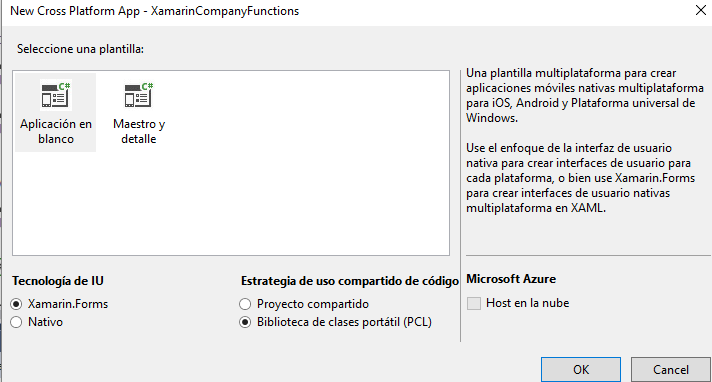 New Cross Platform App - XamarinCompanyFunctions
Seleccione una plantilla:
C#
Aplicación en
blanco
C#
Maestro y
detalle
Una plantilla multiplataforma para crear
aplicaciones móviles nativas multiplataforma
para iOS, Android y Plataforma universal de
Windows.
Use el enfoque de la interfaz de usuario
nativa para crear interfaces de usuario para
cada plataforma, o bien use Xamarin.Forms
para crear interfaces de usuario nativas
multiplataforma en XAML.
Tecnología de IU
Xamarin.Forms
Nativo
Estrategia de uso compartido de código
Proyecto compartido
Biblioteca de clases portátil (PCL)
Microsoft Azure
Host en la nube
OK
Cancel